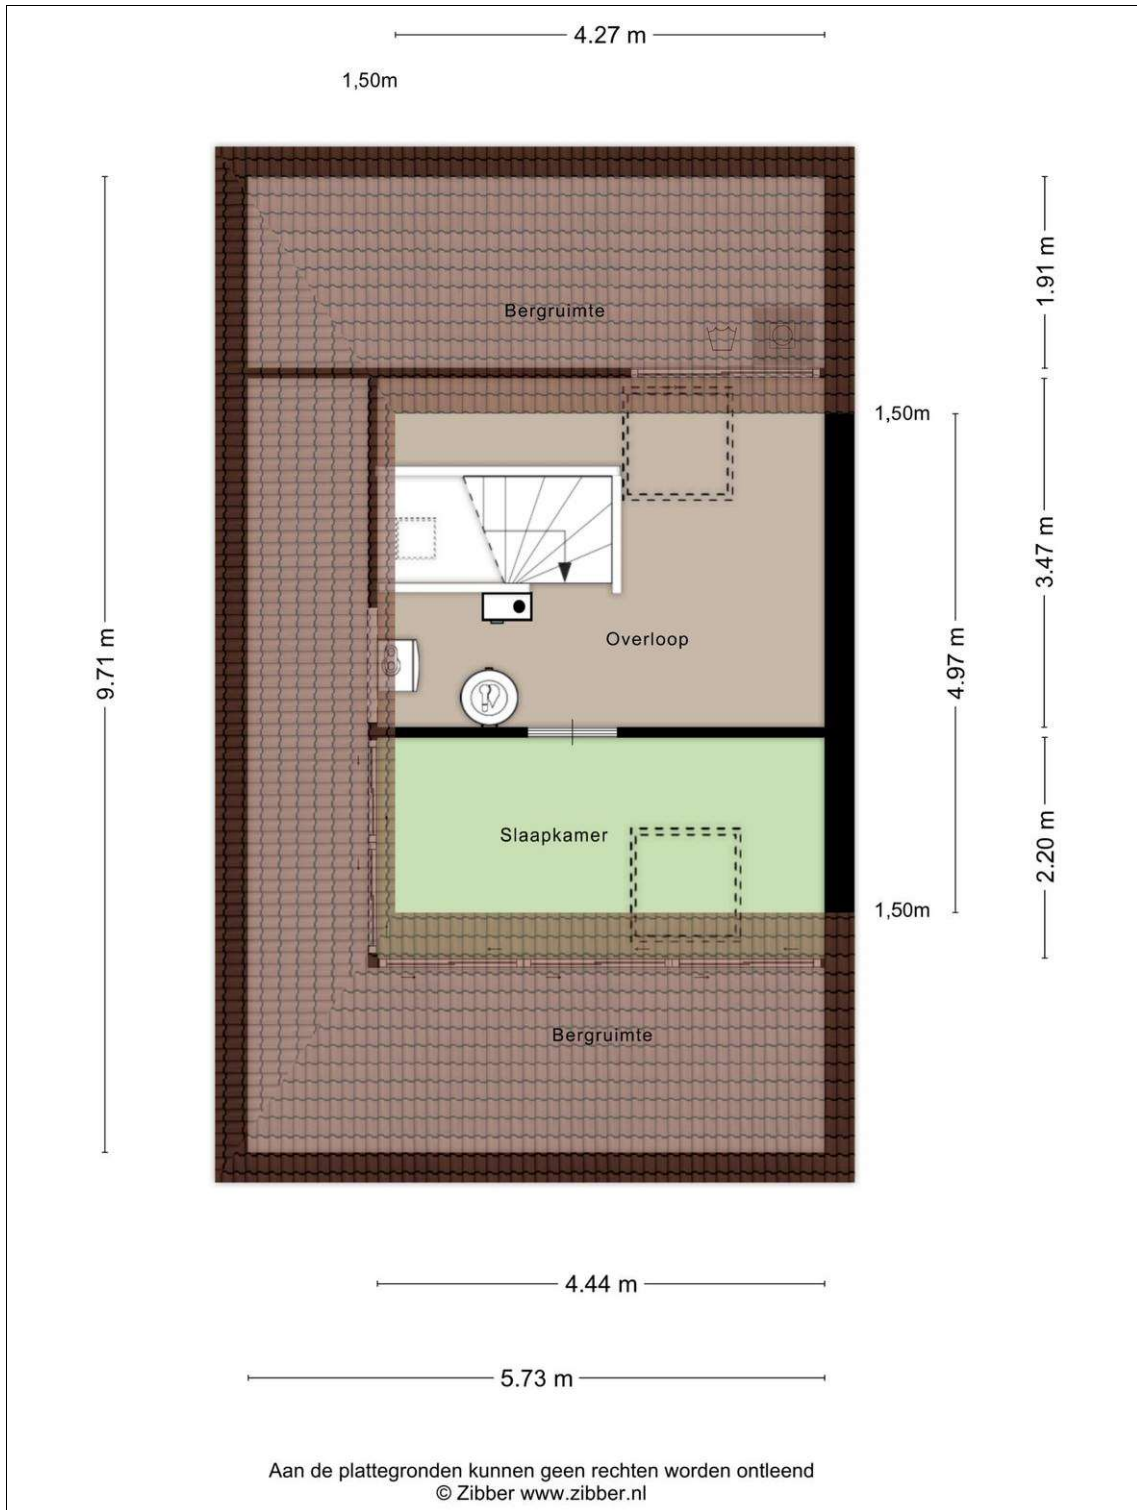 4.27 m
1,50m
1.91 m
Bergruimte
1,50m
3.47 m
Overloop
9.71 m
4.97 m
Slaapkamer
2.20 m
1,50m
Bergruimte
4.44 m
5.73 m
Aan de plattegronden kunnen geen rechten worden ontleend
© Zibber www.zibber.nl